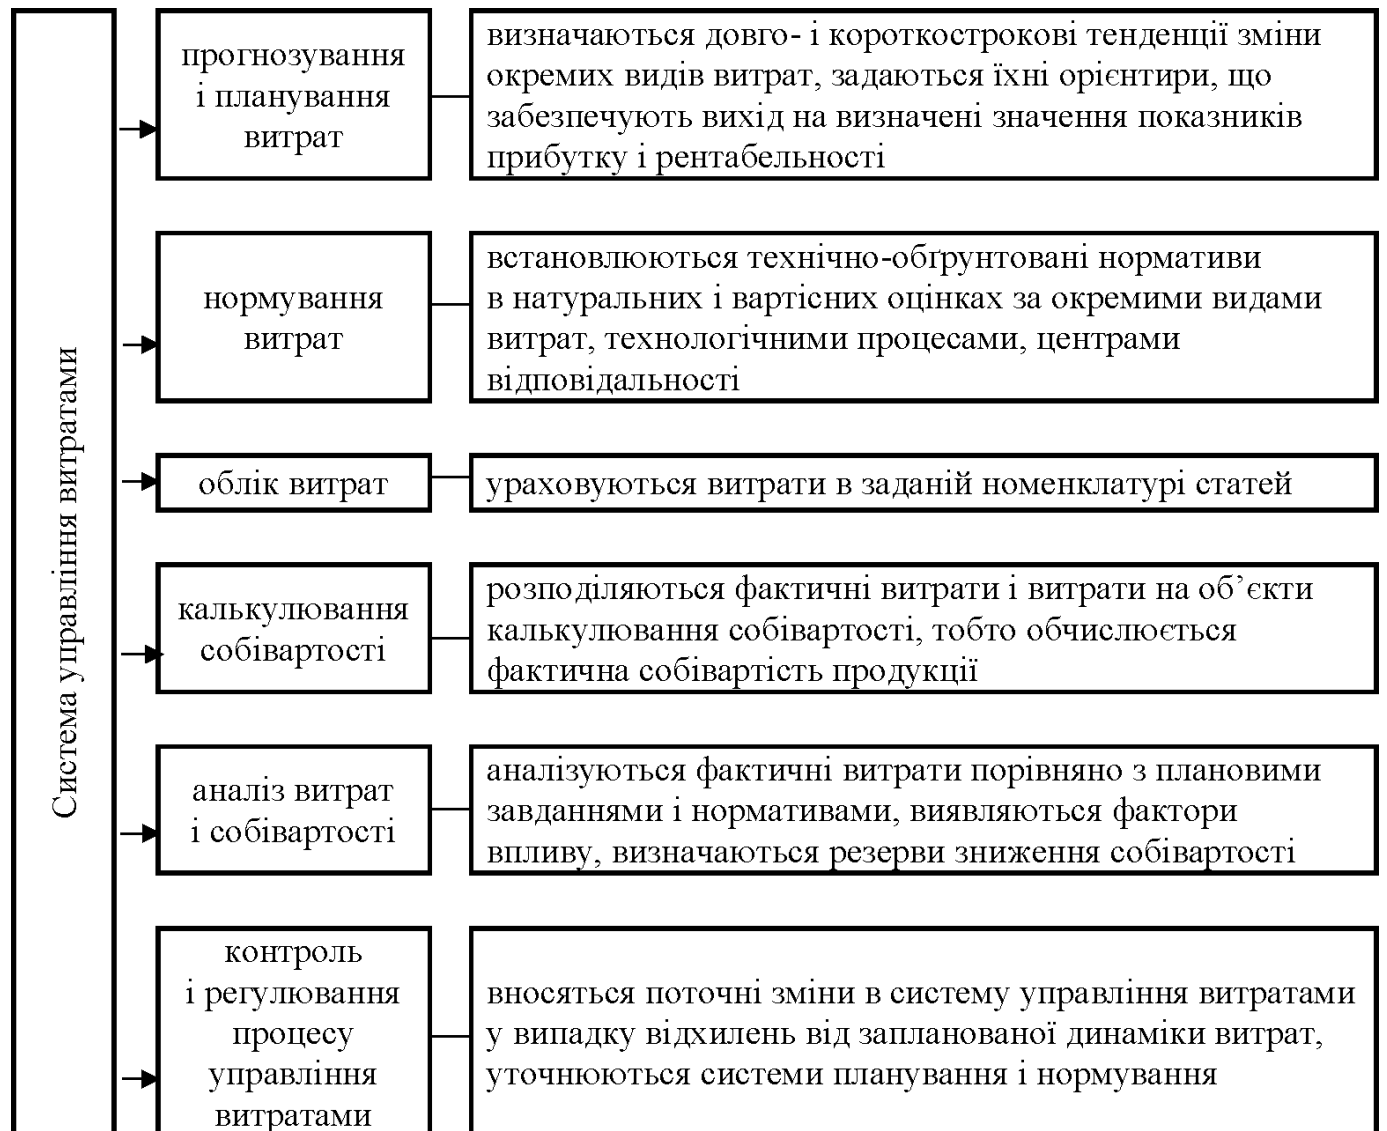 Система управління витратами
прогнозування
і планування
витрат
визначаються довго- і короткострокові тенденції зміни
окремих видів витрат, задаються їхні орієнтири, що
забезпечують вихід на визначені значення показників
прибутку і рентабельності
нормування
витрат
встановлюються технічно-обґрунтовані нормативи
в натуральних і вартісних оцінках за окремими видами
витрат, технологічними процесами, центрами
відповідальності
облік витрат
ураховуються витрати в заданій номенклатурі статей
калькулювання
собівартості
розподіляються фактичні витрати і витрати на об’єкти
калькулювання собівартості, тобто обчислюється
фактична собівартість продукції
аналіз витрат
і собівартості
аналізуються фактичні витрати порівняно з плановими
завданнями і нормативами, виявляються фактори
впливу, визначаються резерви зниження собівартості
контроль
і регулювання
процесу
управління
витратами
вносяться поточні зміни в систему управління витратами
у випадку відхилень від запланованої динаміки витрат,
уточнюються системи планування і нормування